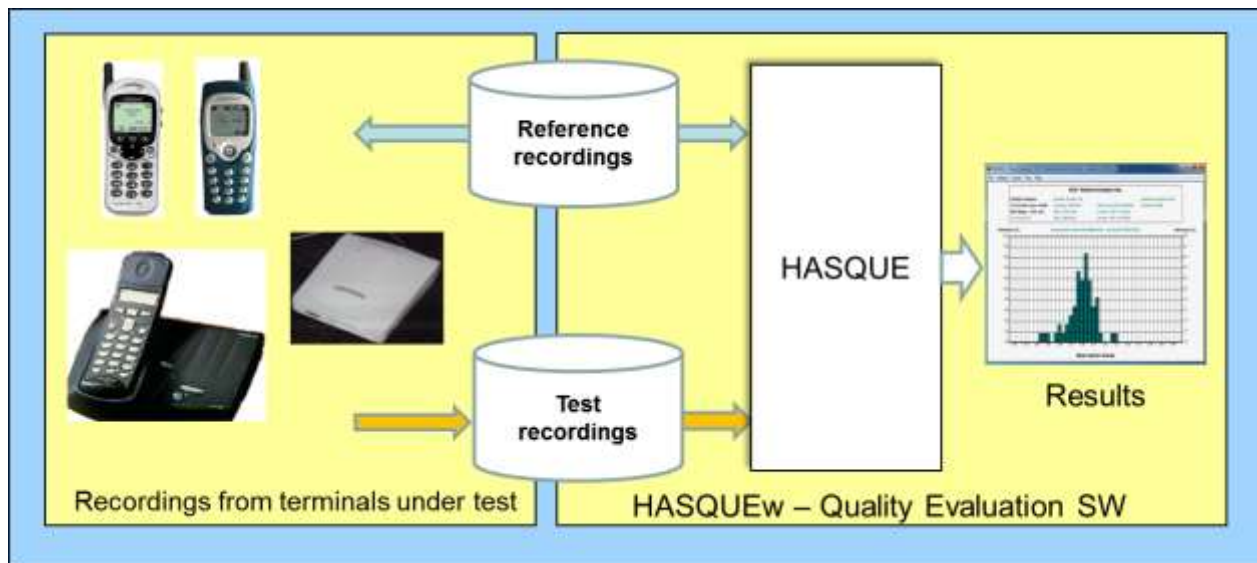 Reference
recordings
HASQUE
Test
recordings
Results
Recordings from terminals under test
HASQUEw – Quality Evaluation SW